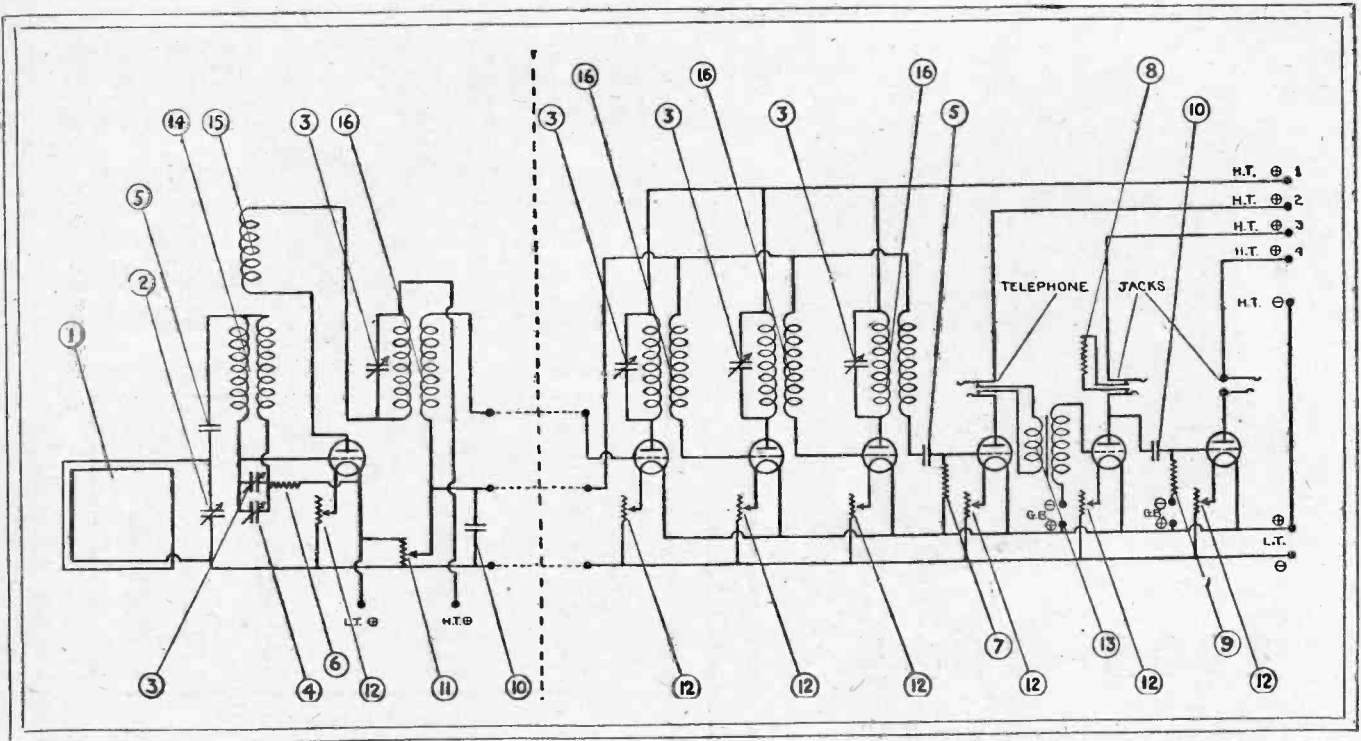 16 16 16 8
14 15 3 16 3 3 3 5 10
5
2
1
H.T. ⊕ 1
H.T. ⊕ 2
H.T. ⊕ 3
H.T. ⊕ 4
TELEPHONE JACKS
H.T. ⊖
G.B. ⊖ ⊕
G.B. ⊖ ⊕
⊕ L.T. ⊖
L.T. ⊕ H.T. ⊕
3 4 6 12 11 10
12 12 12 7 12 13 12 9 12